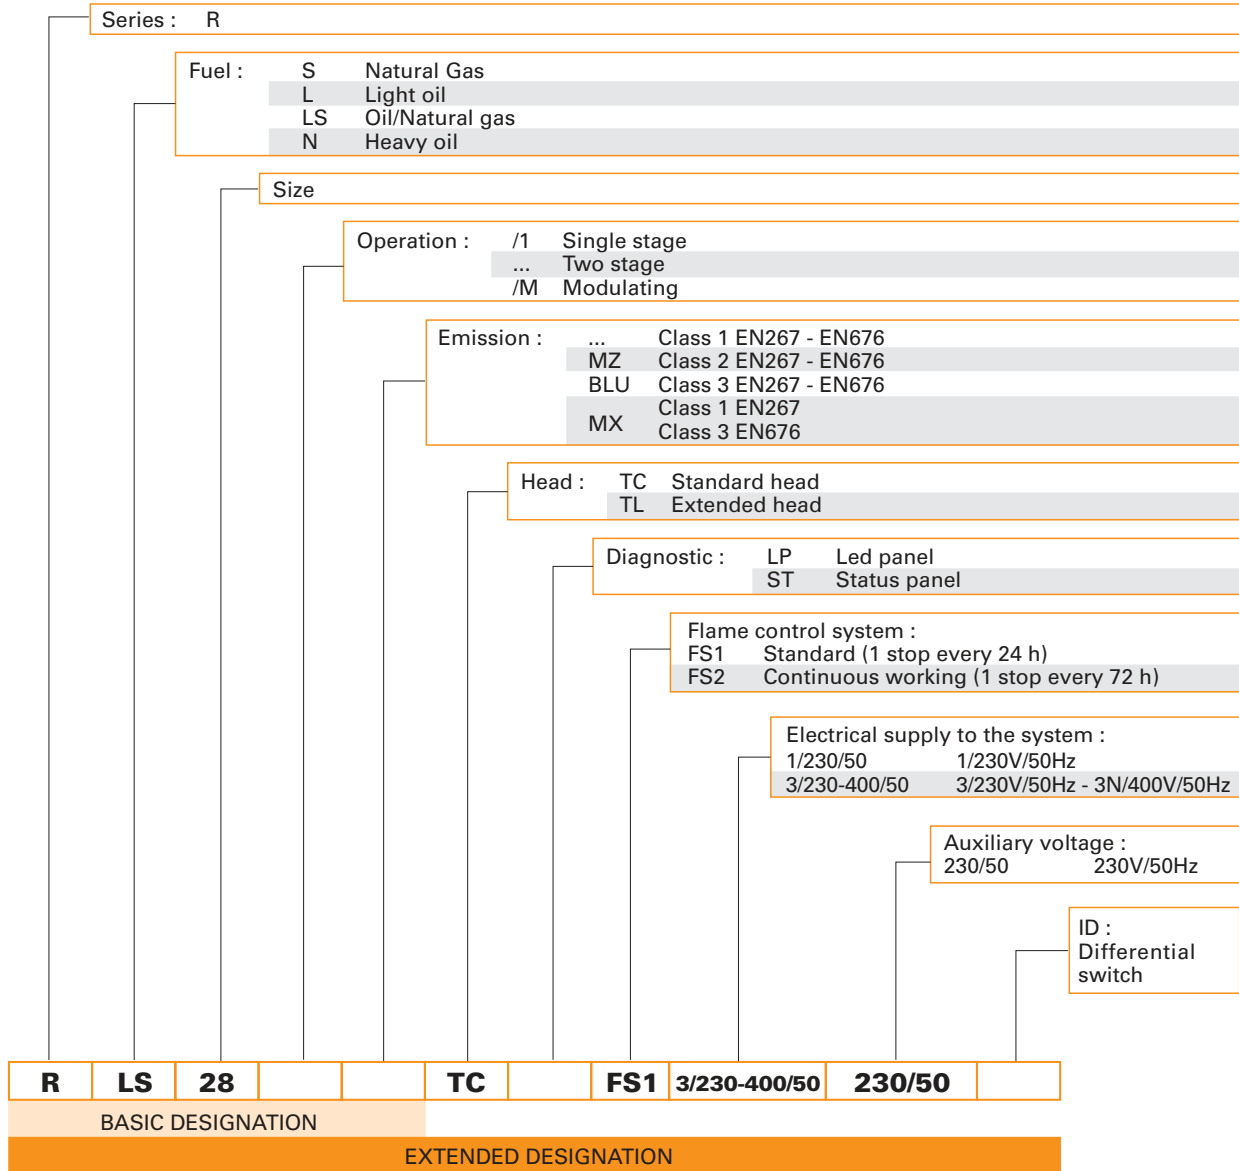 Series : R
Fuel : S Natural Gas
L Light oil
LS Oil/Natural gas
N Heavy oil
Size
Operation : /1 Single stage
... Two stage
/M Modulating
Emission : ... Class 1 EN267 - EN676
MZ Class 2 EN267 - EN676
BLU Class 3 EN267 - EN676
MX Class 1 EN267
Class 3 EN676
Head : TC Standard head
TL Extended head
Diagnostic : LP Led panel
ST Status panel
Flame control system :
FS1 Standard (1 stop every 24 h)
FS2 Continuous working (1 stop every 72 h)
Electrical supply to the system :
1/230/50 1/230V/50Hz
3/230-400/50 3/230V/50Hz - 3N/400V/50Hz
Auxiliary voltage :
230/50 230V/50Hz
ID :
Differential
switch
R LS 28 TC FS1 3/230-400/50 230/50
BASIC DESIGNATION
EXTENDED DESIGNATION